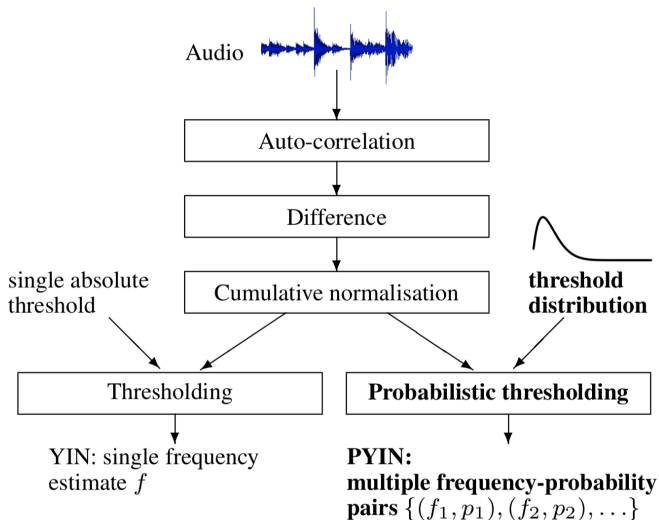 Audio
Auto-correlation
Difference
Cumulative normalisation
single absolute
threshold
threshold
distribution
Thresholding
Probabilistic thresholding
YIN: single frequency
estimate f
PYIN:
multiple frequency-probability
pairs {(f₁, p₁), (f₂, p₂), . . .}